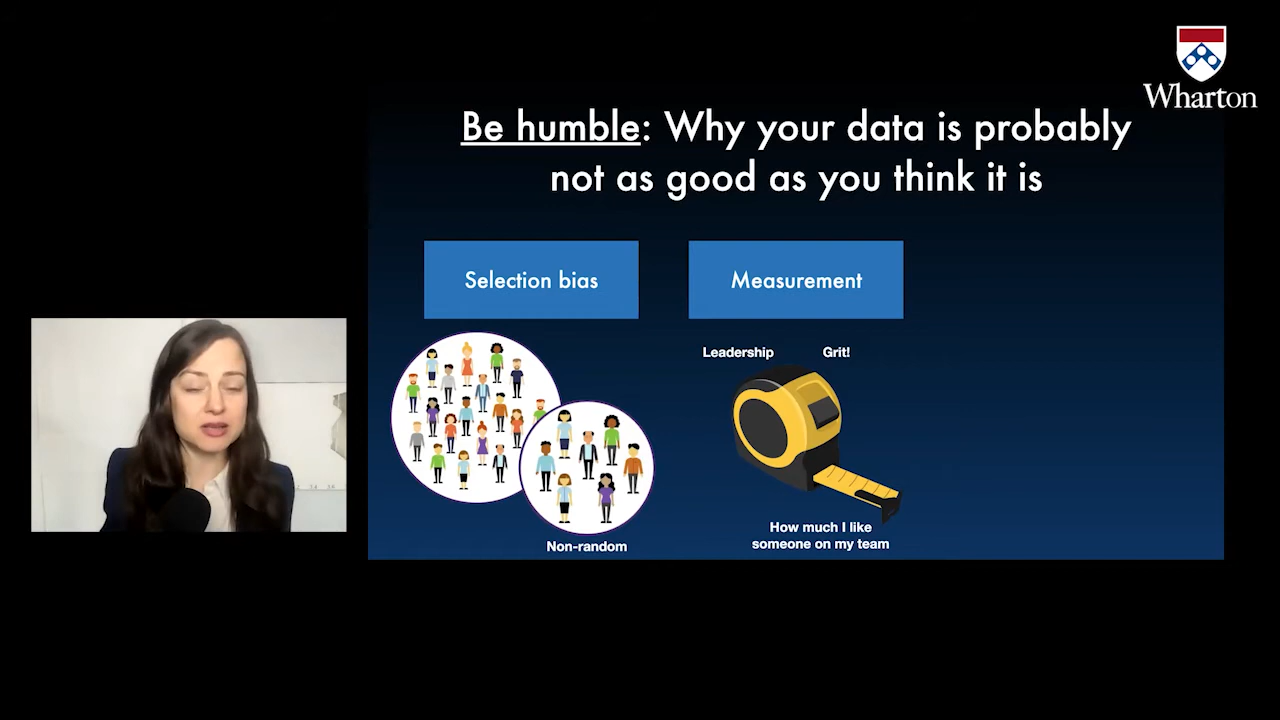 Wharton
Be humble: Why your data is probably
not as good as you think it is
Selection bias
Measurement
Leadership
Grit!
How much I like
someone on my team
Non-random